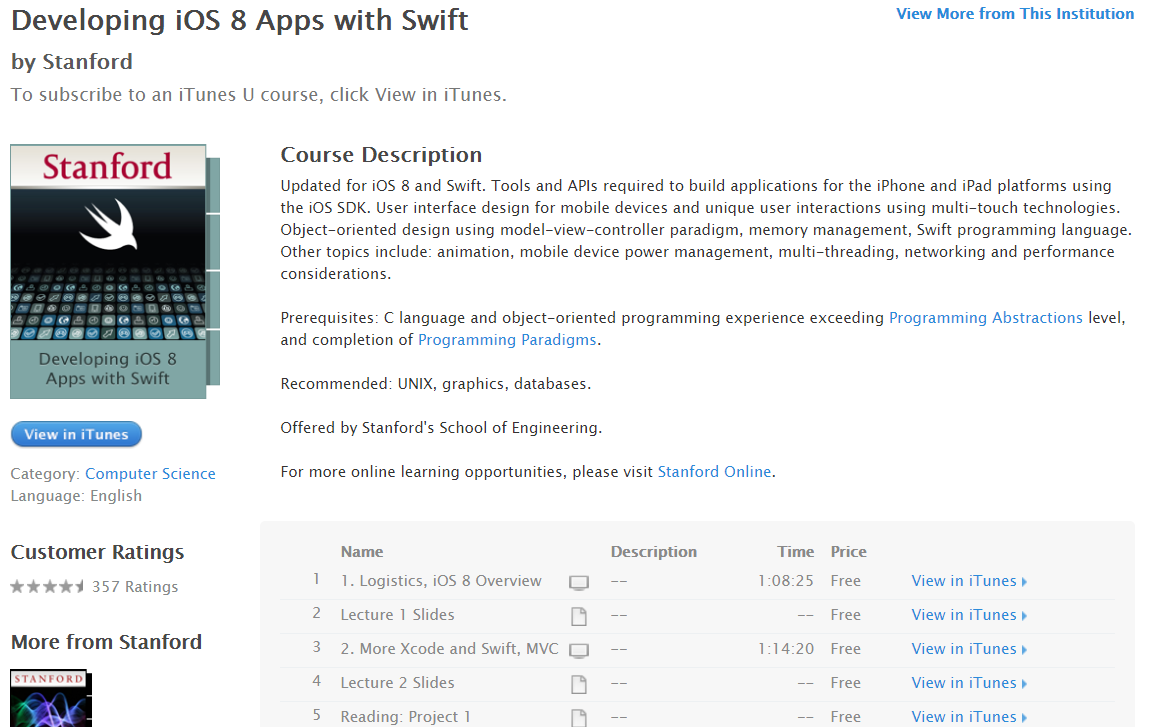 Developing iOS 8 Apps with Swift
View More from This Institution
by Stanford
To subscribe to an iTunes U course, click View in iTunes.
Stanford
Developing iOS 8
Apps with Swift
View in iTunes
Category: Computer Science
Language: English
Customer Ratings
357 Ratings
More from Stanford
STANFORD
Course Description
Updated for iOS 8 and Swift. Tools and APIs required to build applications for the iPhone and iPad platforms using
the iOS SDK. User interface design for mobile devices and unique user interactions using multi-touch technologies.
Object-oriented design using model-view-controller paradigm, memory management, Swift programming language.
Other topics include: animation, mobile device power management, multi-threading, networking and performance
considerations.
Prerequisites: C language and object-oriented programming experience exceeding Programming Abstractions level,
and completion of Programming Paradigms.
Recommended: UNIX, graphics, databases.
Offered by Stanford's School of Engineering.
For more online learning opportunities, please visit Stanford Online.
Name Description Time Price
1 1. Logistics, iOS 8 Overview -- 1:08:25 Free View in iTunes
2 Lecture 1 Slides -- -- Free View in iTunes
3 2. More Xcode and Swift, MVC -- 1:14:20 Free View in iTunes
4 Lecture 2 Slides -- -- Free View in iTunes
5 Reading: Project 1 -- -- Free View in iTunes